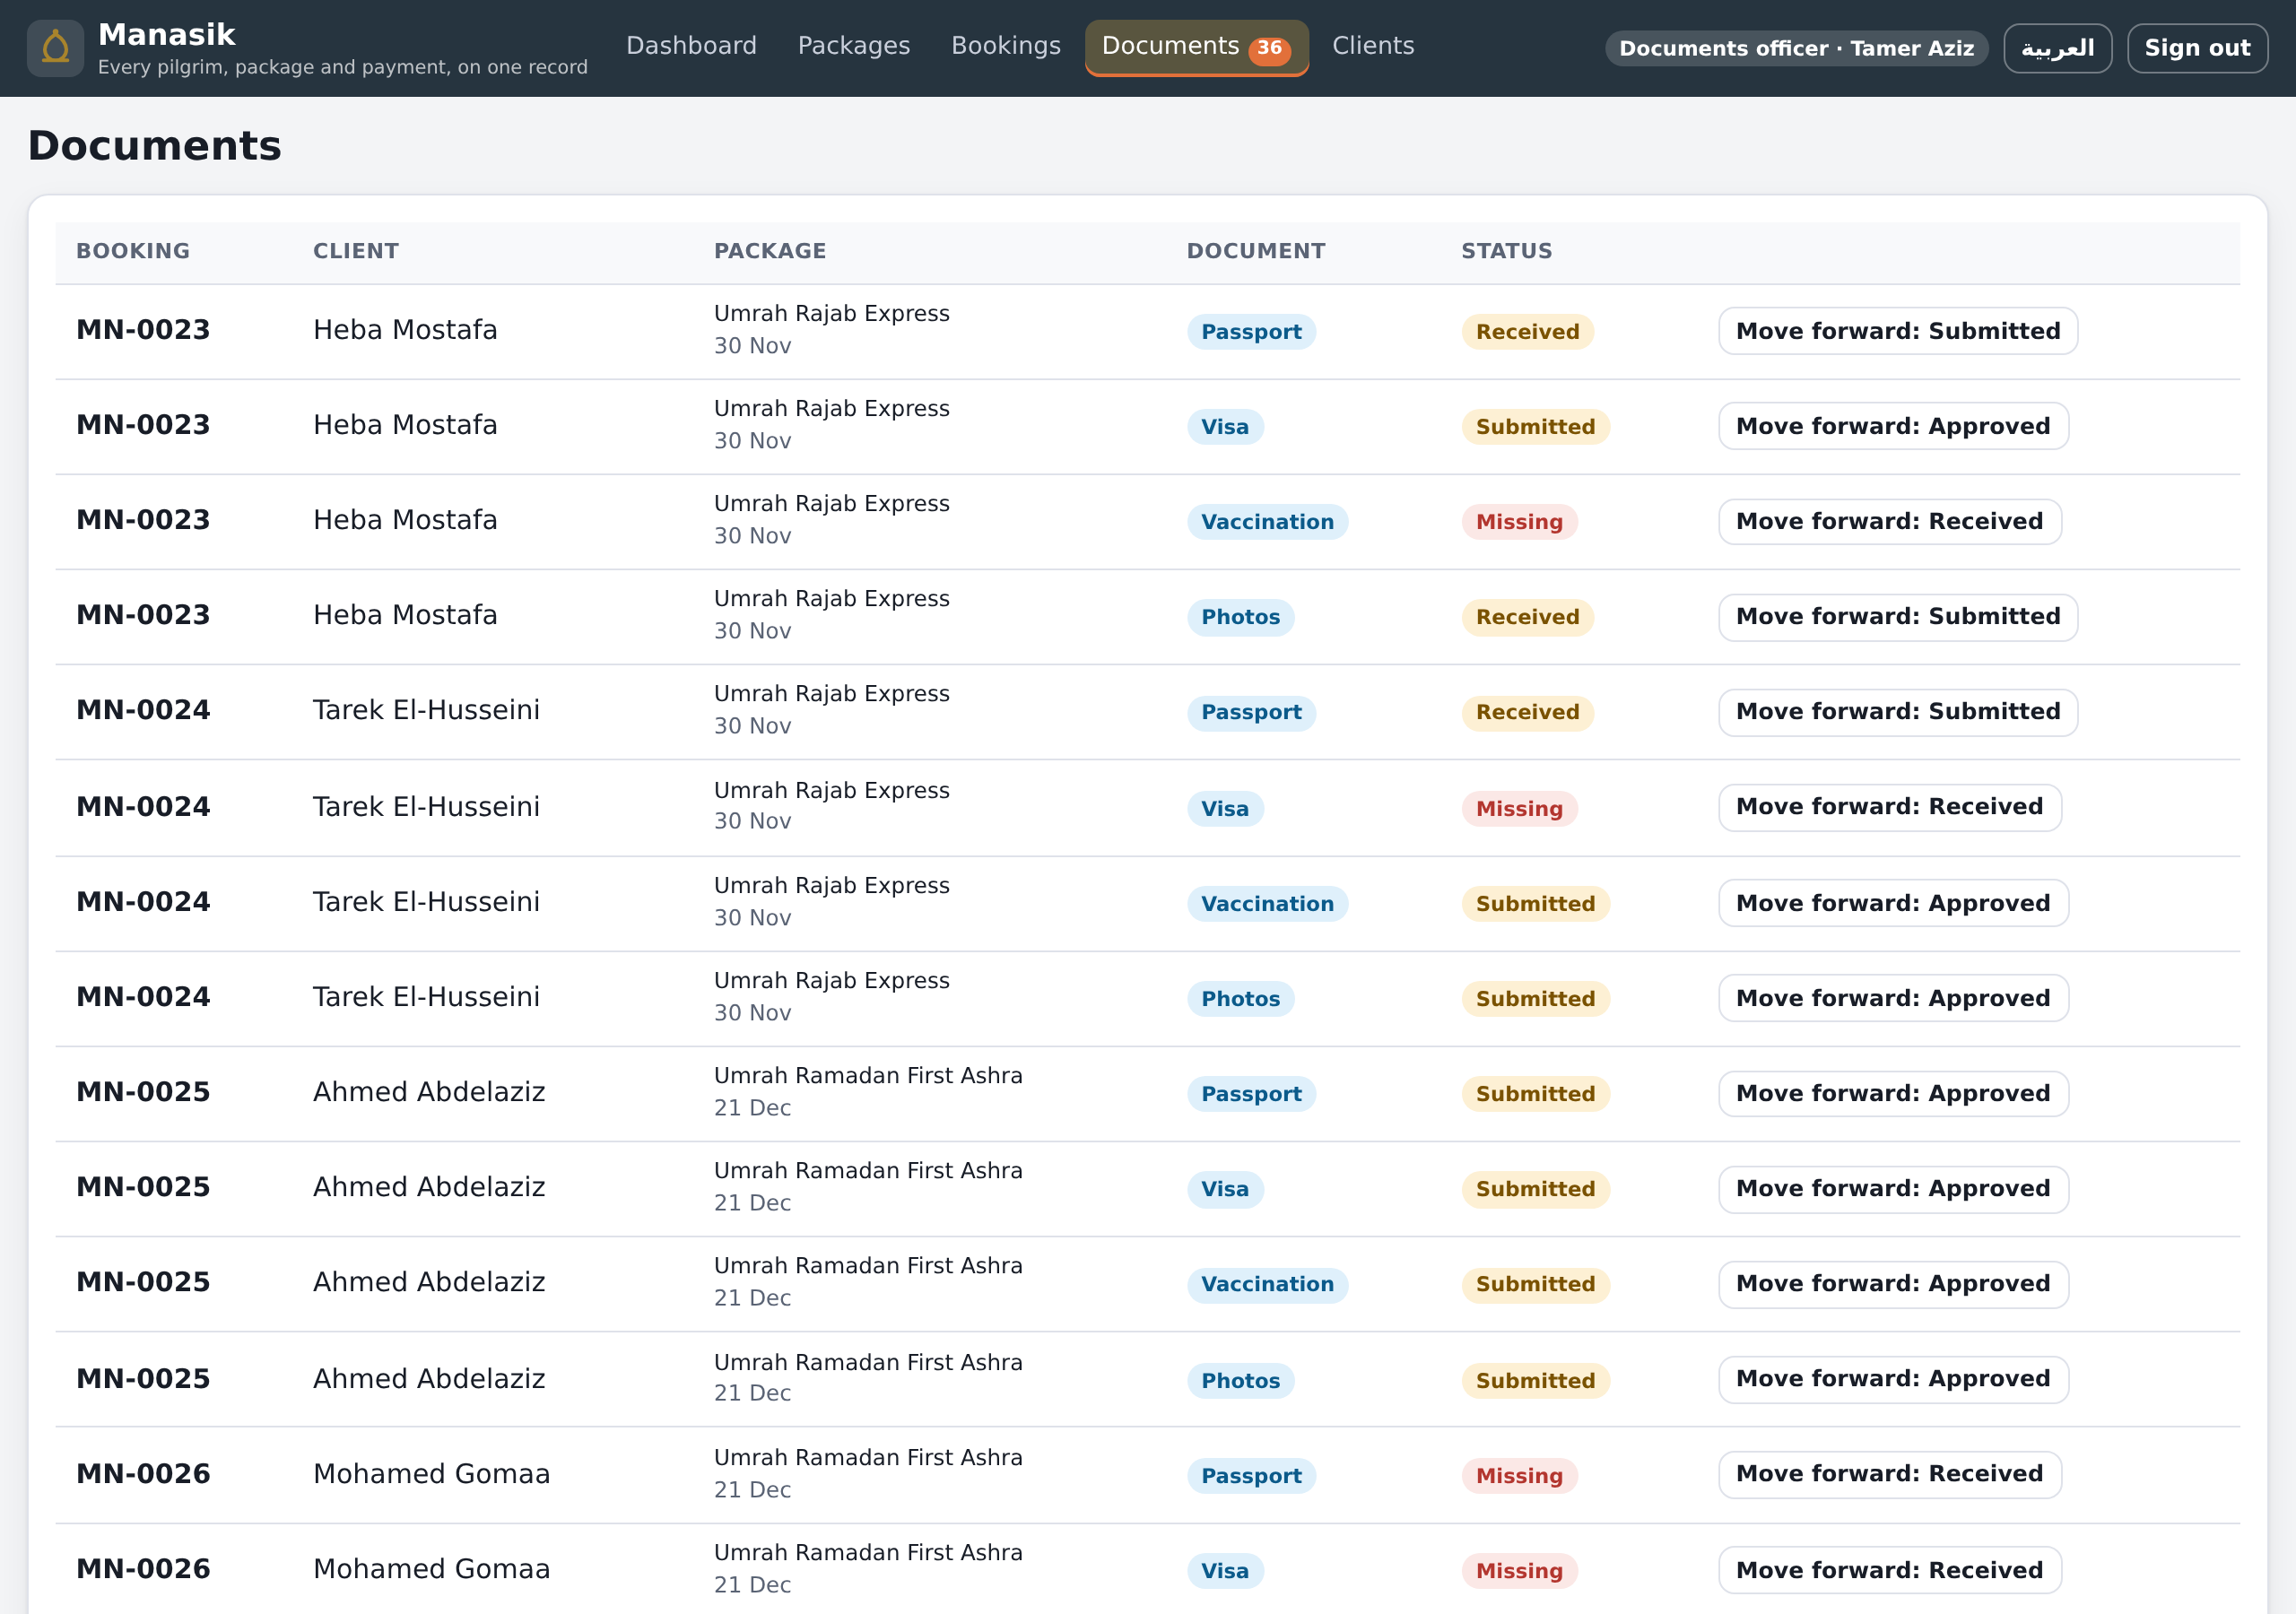 Manasik
Every pilgrim, package and payment, on one record
Dashboard Packages Bookings Documents 36 Clients
Documents officer · Tamer Aziz العربية Sign out
Documents
BOOKING CLIENT PACKAGE DOCUMENT STATUS
MN-0023 Heba Mostafa Umrah Rajab Express 30 Nov Passport Received Move forward: Submitted
MN-0023 Heba Mostafa Umrah Rajab Express 30 Nov Visa Submitted Move forward: Approved
MN-0023 Heba Mostafa Umrah Rajab Express 30 Nov Vaccination Missing Move forward: Received
MN-0023 Heba Mostafa Umrah Rajab Express 30 Nov Photos Received Move forward: Submitted
MN-0024 Tarek El-Husseini Umrah Rajab Express 30 Nov Passport Received Move forward: Submitted
MN-0024 Tarek El-Husseini Umrah Rajab Express 30 Nov Visa Missing Move forward: Received
MN-0024 Tarek El-Husseini Umrah Rajab Express 30 Nov Vaccination Submitted Move forward: Approved
MN-0024 Tarek El-Husseini Umrah Rajab Express 30 Nov Photos Submitted Move forward: Approved
MN-0025 Ahmed Abdelaziz Umrah Ramadan First Ashra 21 Dec Passport Submitted Move forward: Approved
MN-0025 Ahmed Abdelaziz Umrah Ramadan First Ashra 21 Dec Visa Submitted Move forward: Approved
MN-0025 Ahmed Abdelaziz Umrah Ramadan First Ashra 21 Dec Vaccination Submitted Move forward: Approved
MN-0025 Ahmed Abdelaziz Umrah Ramadan First Ashra 21 Dec Photos Submitted Move forward: Approved
MN-0026 Mohamed Gomaa Umrah Ramadan First Ashra 21 Dec Passport Missing Move forward: Received
MN-0026 Mohamed Gomaa Umrah Ramadan First Ashra 21 Dec Visa Missing Move forward: Received